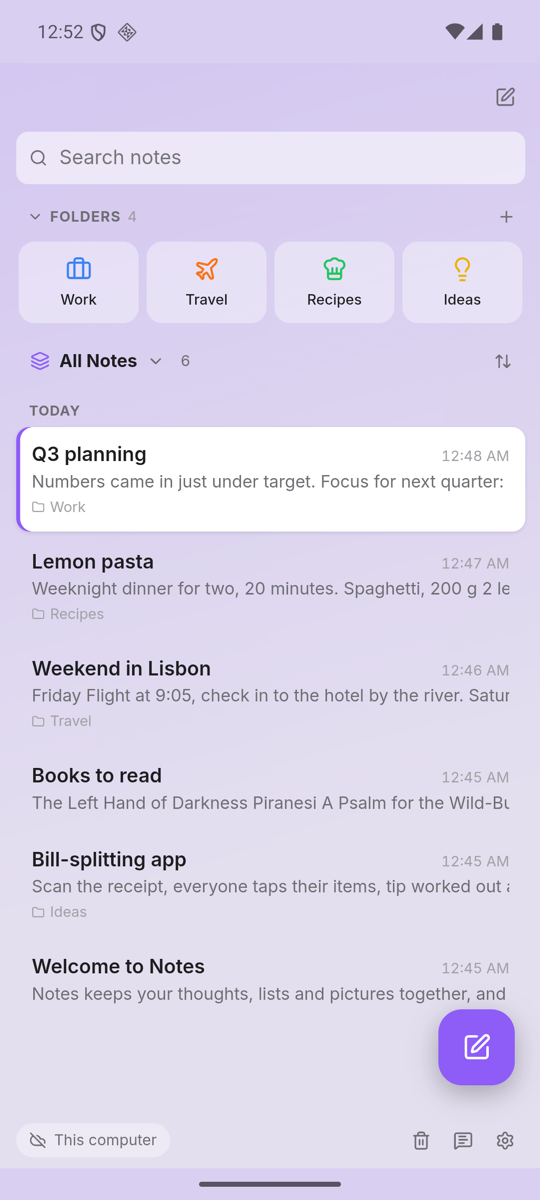 12:52
Search notes
FOLDERS 4
Work
Travel
Recipes
Ideas
All Notes 6
TODAY
Q3 planning 12:48 AM
Numbers came in just under target. Focus for next quarter:
Work
Lemon pasta 12:47 AM
Weeknight dinner for two, 20 minutes. Spaghetti, 200 g 2 le
Recipes
Weekend in Lisbon 12:46 AM
Friday Flight at 9:05, check in to the hotel by the river. Satur
Travel
Books to read 12:45 AM
The Left Hand of Darkness Piranesi A Psalm for the Wild-Bu
Bill-splitting app 12:45 AM
Scan the receipt, everyone taps their items, tip worked out a
Ideas
Welcome to Notes 12:45 AM
Notes keeps your thoughts, lists and pictures together, and
This computer